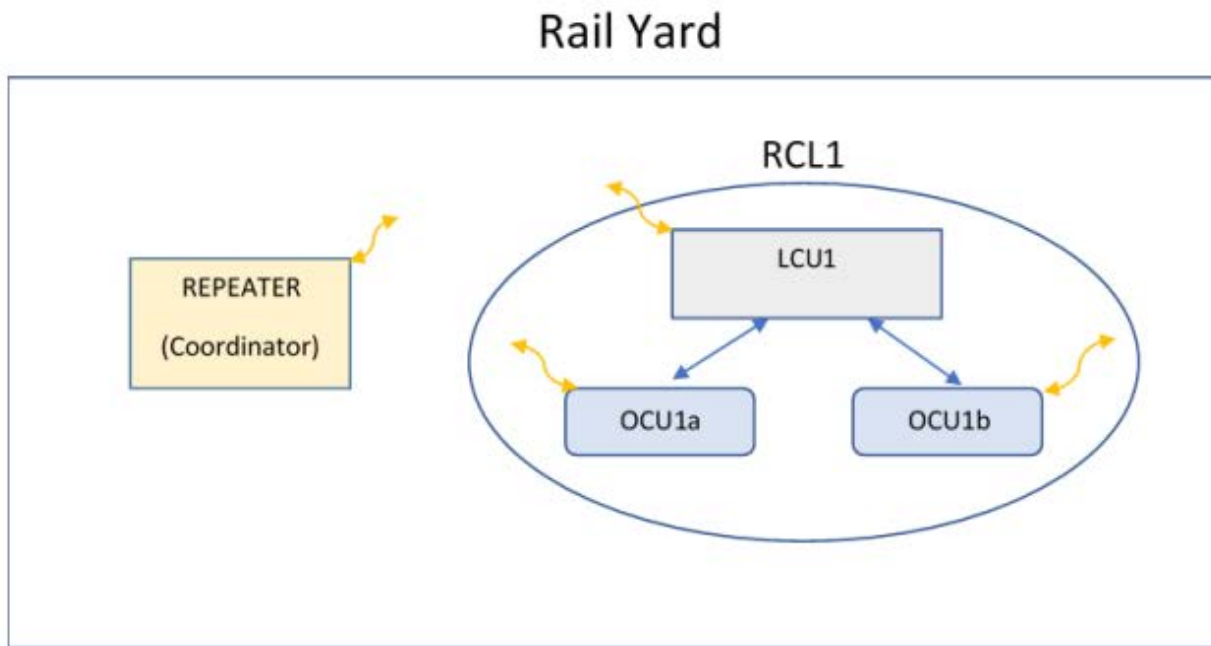 Rail Yard
RCL1
LCU1
REPEATER
(Coordinator)
OCU1a
OCU1b